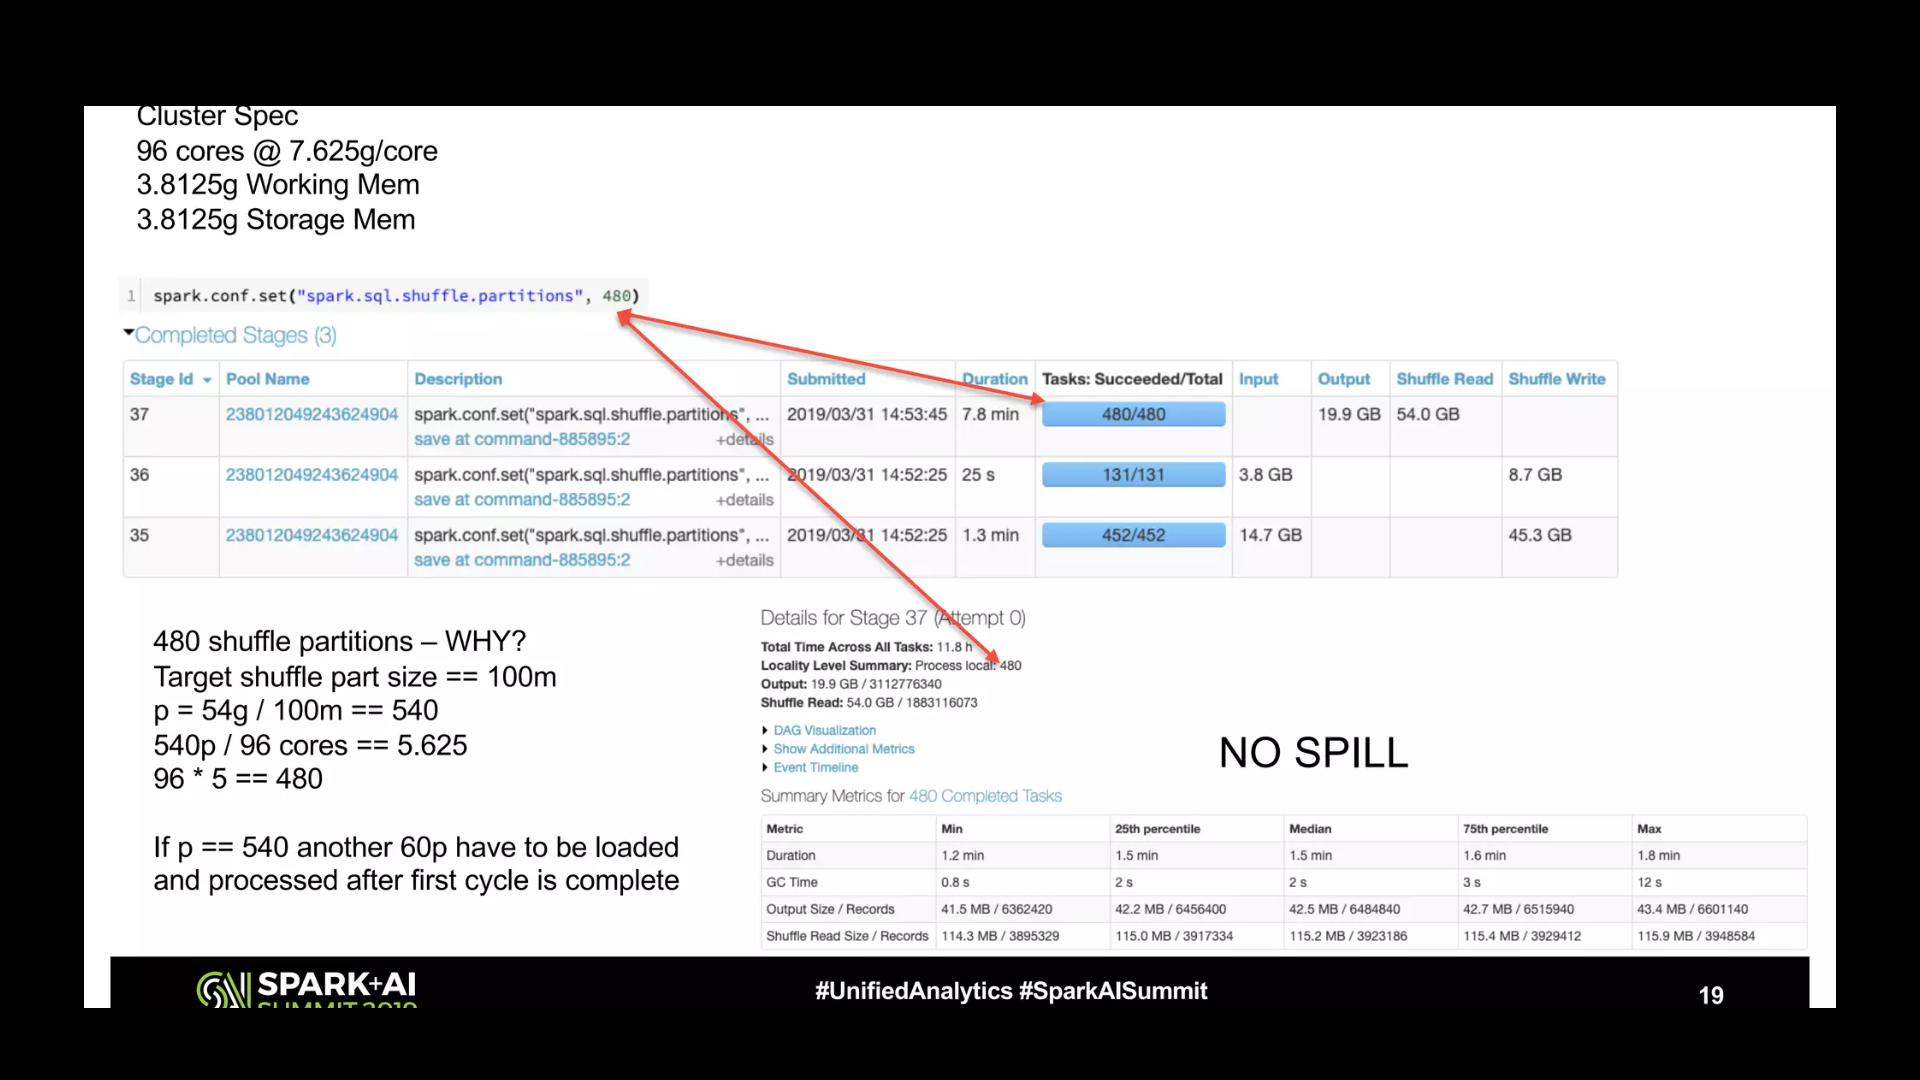 Cluster Spec
96 cores @ 7.625g/core
3.8125g Working Mem
3.8125g Storage Mem
1 spark.conf.set("spark.sql.shuffle.partitions", 480)
Completed Stages (3)
Stage Id Pool Name Description Submitted Duration Tasks: Succeeded/Total Input Output Shuffle Read Shuffle Write
37 2380120492436249​04 spark.conf.set("spark.sql.shuffle.partitions", ... 2019/03/31 14:53:45 7.8 min 480/480 19.9 GB 54.0 GB
save at command-885895:2 +details
36 238012049243624904 spark.conf.set("spark.sql.shuffle.partitions", ... 2019/03/31 14:52:25 25 s 131/131 3.8 GB 8.7 GB
save at command-885895:2 +details
35 238012049243624904 spark.conf.set("spark.sql.shuffle.partitions", ... 2019/03/31 14:52:25 1.3 min 452/452 14.7 GB 45.3 GB
save at command-885895:2 +details
480 shuffle partitions – WHY?
Target shuffle part size == 100m
p = 54g / 100m == 540
540p / 96 cores == 5.625
96 * 5 == 480
If p == 540 another 60p have to be loaded
and processed after first cycle is complete
Details for Stage 37 (Attempt 0)
Total Time Across All Tasks: 11.8 h
Locality Level Summary: Process local: 480
Output: 19.9 GB / 3112776340
Shuffle Read: 54.0 GB / 1883116073
DAG Visualization
Show Additional Metrics
Event Timeline
NO SPILL
Summary Metrics for 480 Completed Tasks
Metric Min 25th percentile Median 75th percentile Max
Duration 1.2 min 1.5 min 1.5 min 1.6 min 1.8 min
GC Time 0.8 s 2 s 2 s 3 s 12 s
Output Size / Records 41.5 MB / 6362420 42.2 MB / 6456400 42.5 MB / 6484840 42.7 MB / 6515940 43.4 MB / 6601140
Shuffle Read Size / Records 114.3 MB / 3895329 115.0 MB / 3917334 115.2 MB / 3923186 115.4 MB / 3929412 115.9 MB / 3948584
SPARK+AI
SUMMIT 2019
#UnifiedAnalytics #SparkAISummit
19